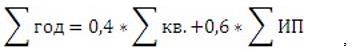 ∑ год = 0,4 * ∑ кв. +0,6 * ∑ ИП ,